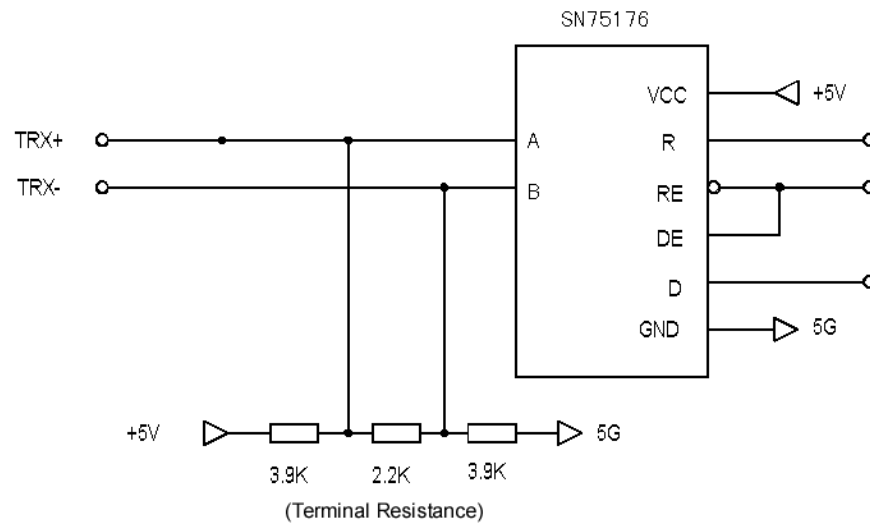 SN75176
VCC
+5V
TRX+
A
R
TRX-
B
RE
DE
D
GND
5G
+5V
5G
3.9K
2.2K
3.9K
(Terminal Resistance)